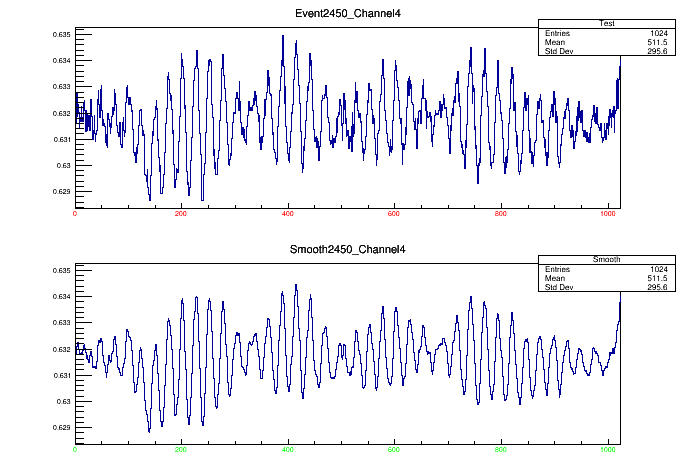 Event2450_Channel4
Test
Entries 1024
Mean 511.5
Std Dev 295.6
0.635
0.634
0.633
0.632
0.631
0.63
0.629
0 200 400 600 800 1000
Smooth2450_Channel4
Smooth
Entries 1024
Mean 511.5
Std Dev 295.6
0.635
0.634
0.633
0.632
0.631
0.63
0.629
0 200 400 600 800 1000